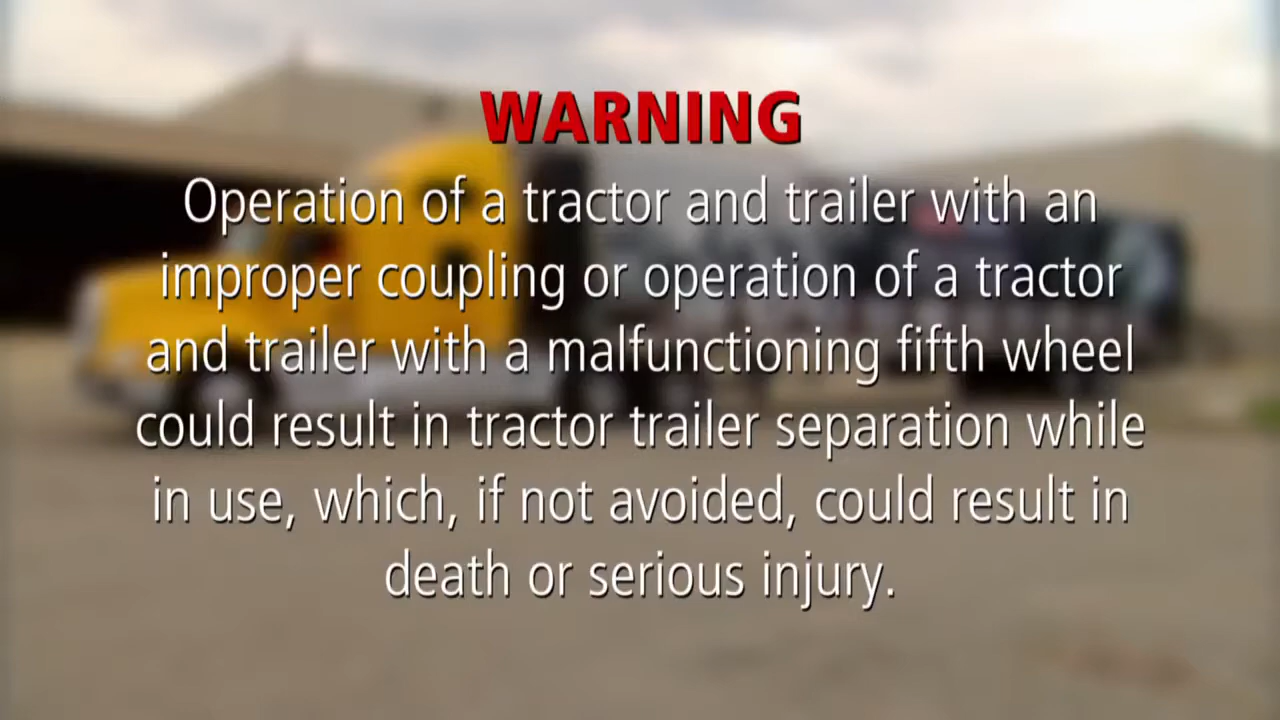 WARNING
Operation of a tractor and trailer with an
improper coupling or operation of a tractor
and trailer with a malfunctioning fifth wheel
could result in tractor trailer separation while
in use, which, if not avoided, could result in
death or serious injury.